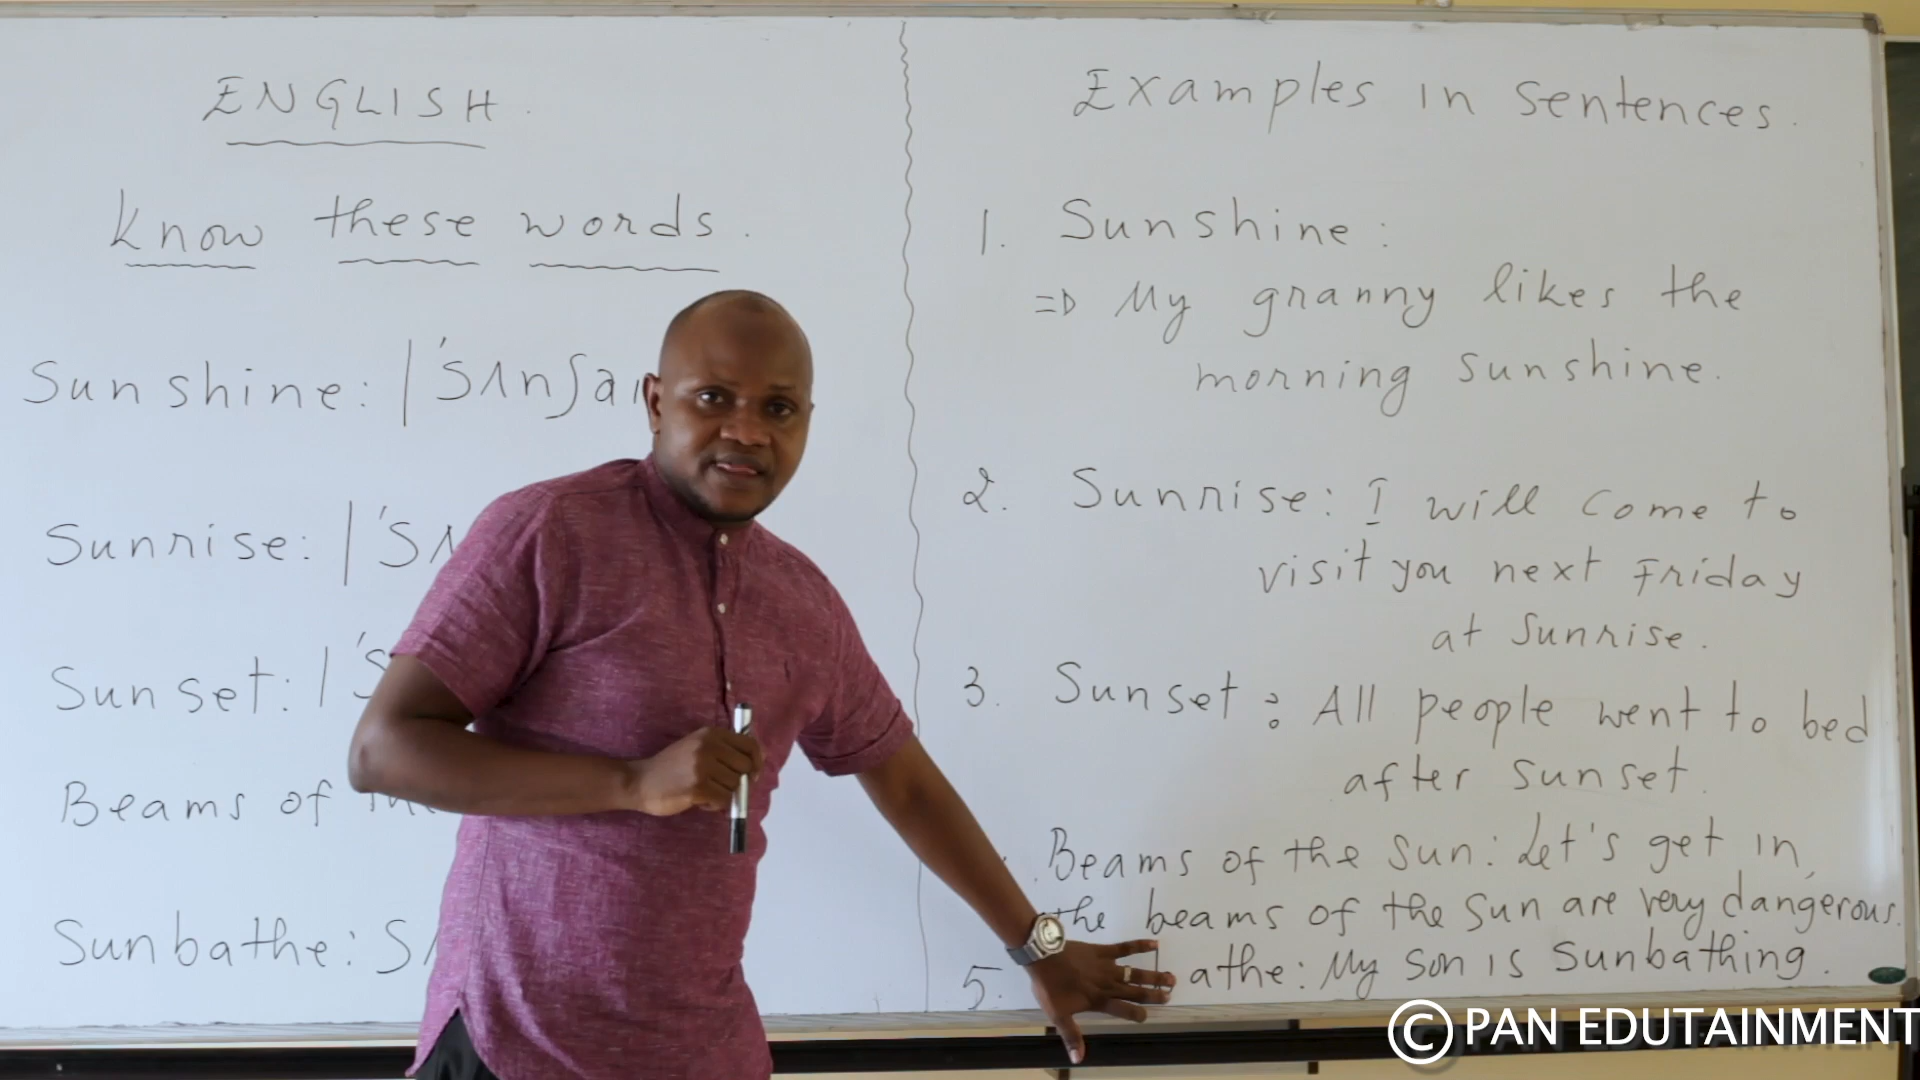 ENGLISH.
Know these words.
Sunshine: |'sʌnʃaɪ
Sunrise: |'sʌ
Sunset: |'s
Beams of
Sunbathe: sʌ
Examples in sentences.
1. Sunshine:
=> My granny likes the
morning sunshine.
2. Sunrise: I will come to
visit you next Friday
at sunrise.
3. Sunset: All people went to bed
after sunset.
Beams of the sun: Let's get in,
the beams of the sun are very dangerous.
5. athe: My son is sunbathing.
© PAN EDUTAINMENT